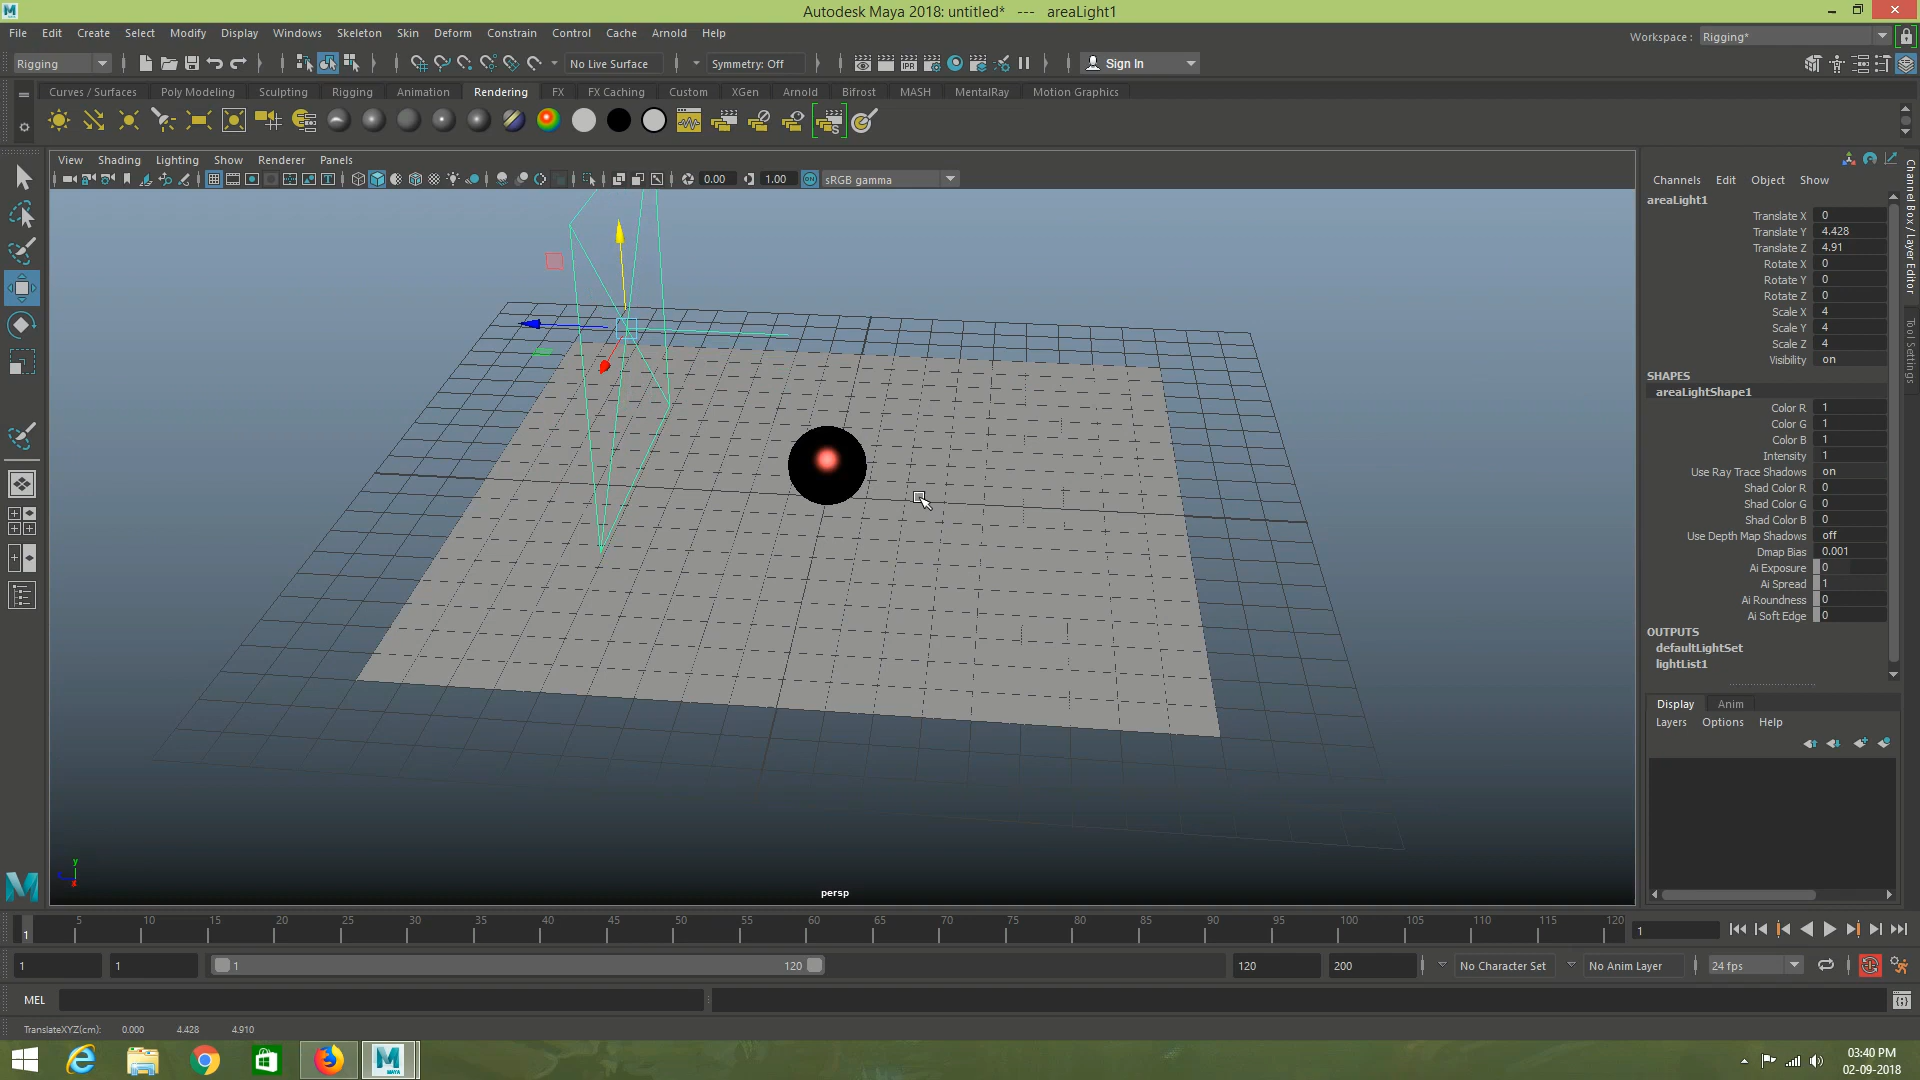 Autodesk Maya 2018: untitled*   ---   areaLight1
File Edit Create Select Modify Display Windows Skeleton Skin Deform Constrain Control Cache Arnold Help
Workspace : Rigging*
Rigging No Live Surface Symmetry: Off Sign In
Curves / Surfaces Poly Modeling Sculpting Rigging Animation Rendering FX FX Caching Custom XGen Arnold Bifrost MASH MentalRay Motion Graphics
View Shading Lighting Show Renderer Panels
0.00 1.00 sRGB gamma
Channels Edit Object Show
areaLight1
Translate X 0
Translate Y 4.428
Translate Z 4.91
Rotate X 0
Rotate Y 0
Rotate Z 0
Scale X 4
Scale Y 4
Scale Z 4
Visibility on
SHAPES
areaLightShape1
Color R 1
Color G 1
Color B 1
Intensity 1
Use Ray Trace Shadows on
Shad Color R 0
Shad Color G 0
Shad Color B 0
Use Depth Map Shadows off
Dmap Bias 0.001
Ai Exposure 0
Ai Spread 1
Ai Roundness 0
Ai Soft Edge 0
OUTPUTS
defaultLightSet
lightList1
Display Anim
Layers Options Help
Channel Box / Layer Editor
Tool Settings
persp
5 10 15 20 25 30 35 40 45 50 55 60 65 70 75 80 85 90 95 100 105 110 115 120
1 1
1 1 1 120 120 200 No Character Set No Anim Layer 24 fps
MEL
TranslateXYZ(cm): 0.000 4.428 4.910
03:40 PM
02-09-2018